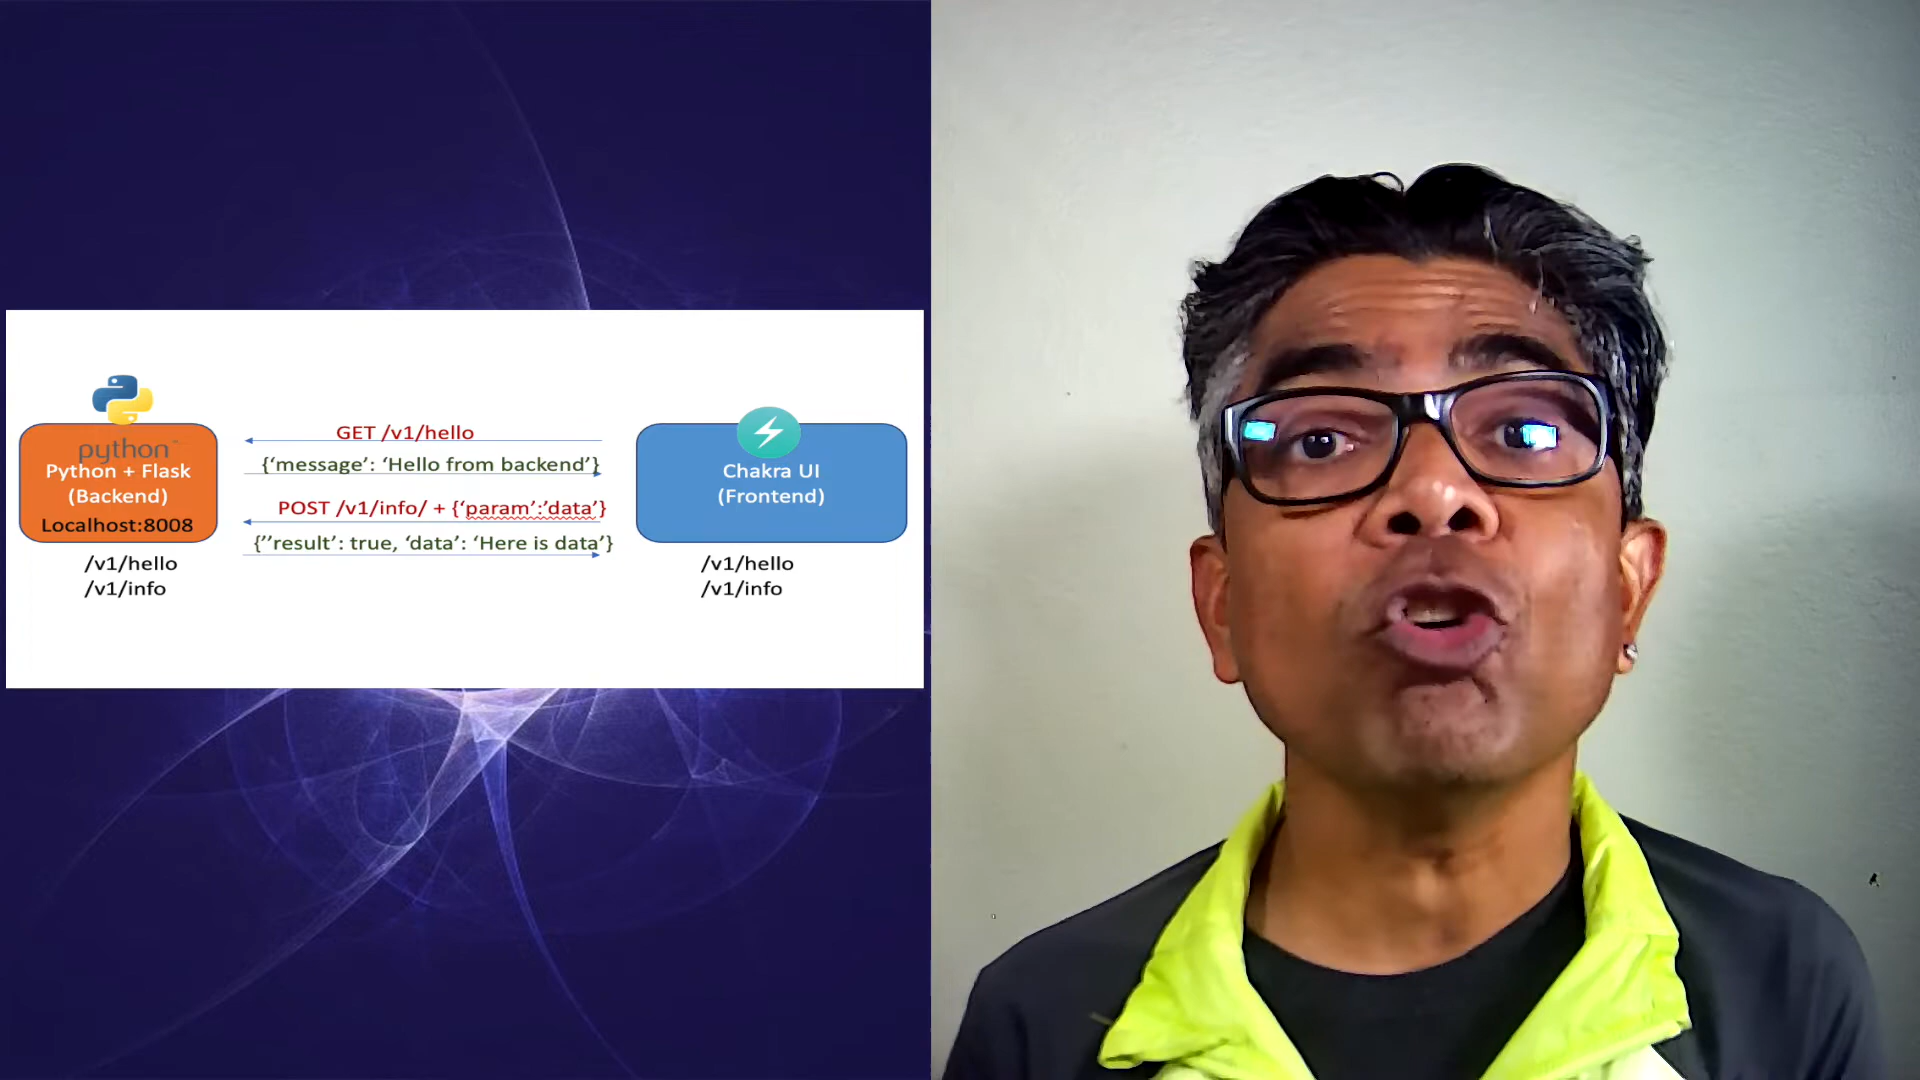 python
Python + Flask
(Backend)
Localhost:8008
/v1/hello
/v1/info
GET /v1/hello
{‘message’: ‘Hello from backend’}
POST /v1/info/ + {‘param’:’data’}
{’’result’: true, ‘data’: ‘Here is data’}
Chakra UI
(Frontend)
/v1/hello
/v1/info